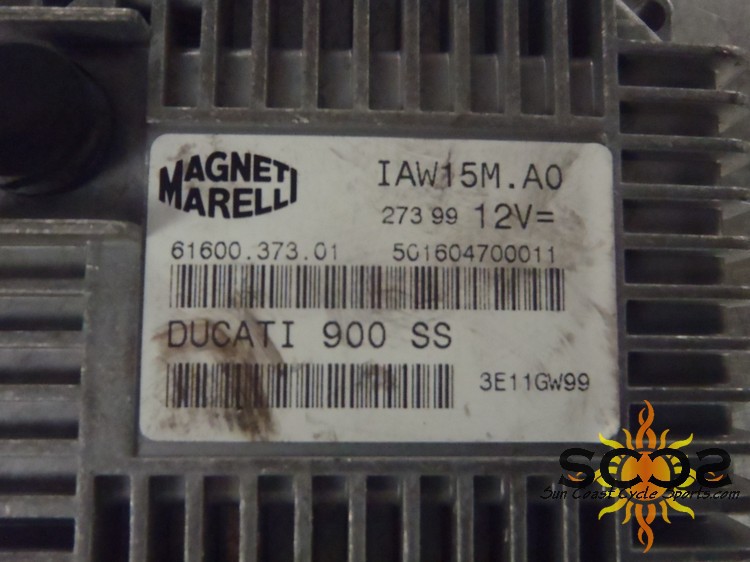 MAGNETI MARELLI
IAW15M.A0
273 99 12V=
61600.373.01 501604700011
DUCATI 900 SS
3E11GW99
SCCS
Sun Coast Cycle Sports.com